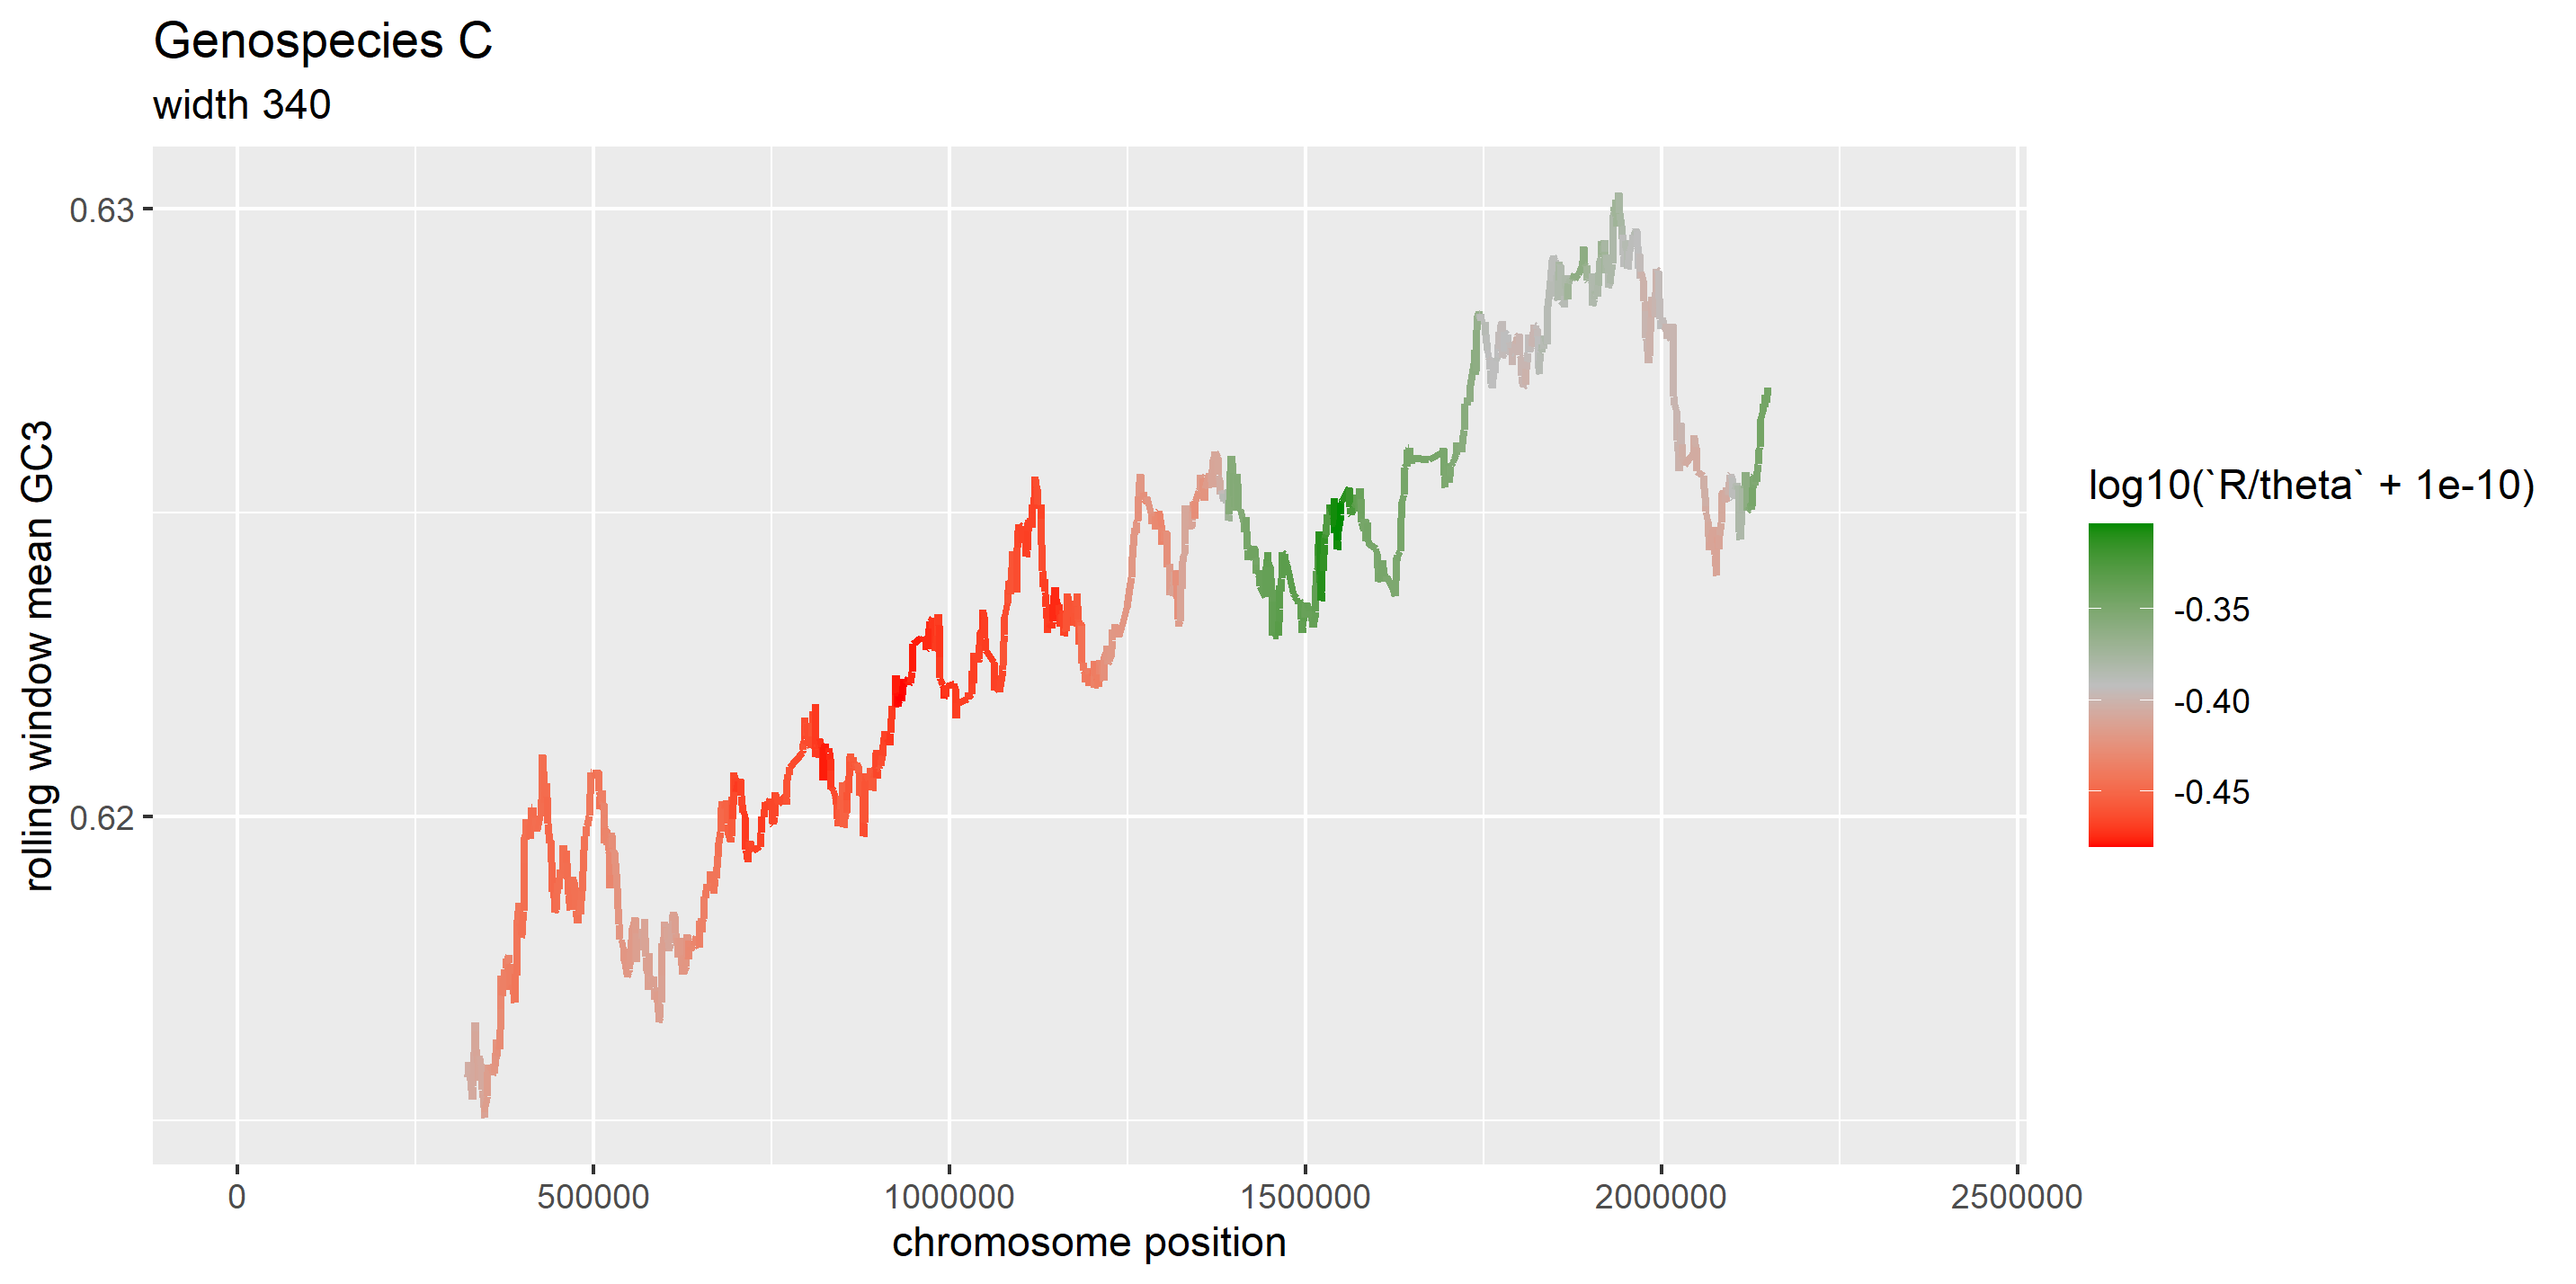 Genospecies C
width 340
rolling window mean GC3
0.63
0.62
0
500000
1000000
1500000
2000000
2500000
chromosome position
log10(`R/theta` + 1e-10)
-0.35
-0.40
-0.45